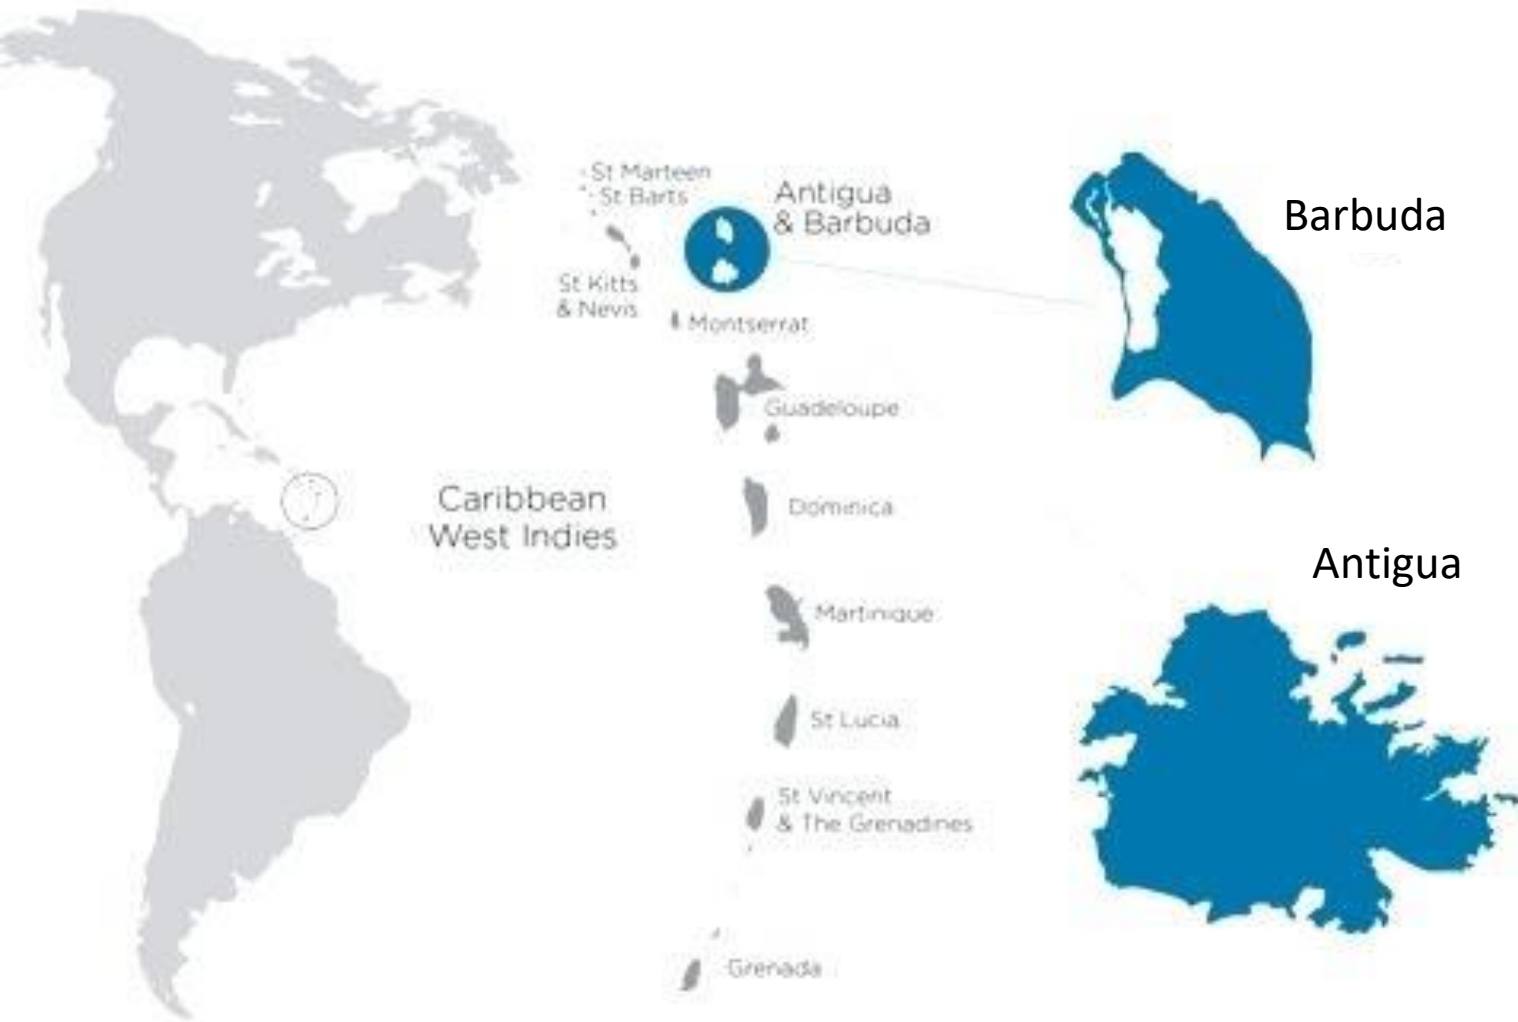 St Marteen
St Barts
Antigua
& Barbuda
St Kitts
& Nevis
Montserrat
Guadeloupe
Caribbean
West Indies
Dominica
Martinique
St Lucia
St Vincent
& The Grenadines
Grenada
Barbuda
Antigua